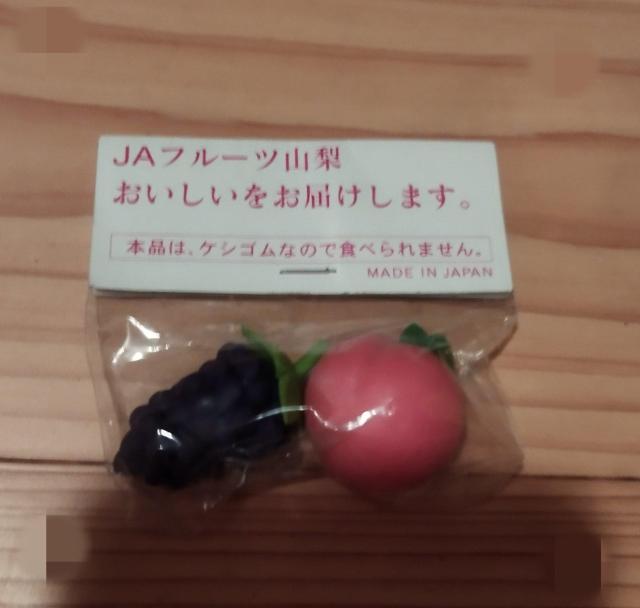 JAフルーツ山梨
おいしいをお届けします。
本品は、ケシゴムなので食べられません。
MADE IN JAPAN